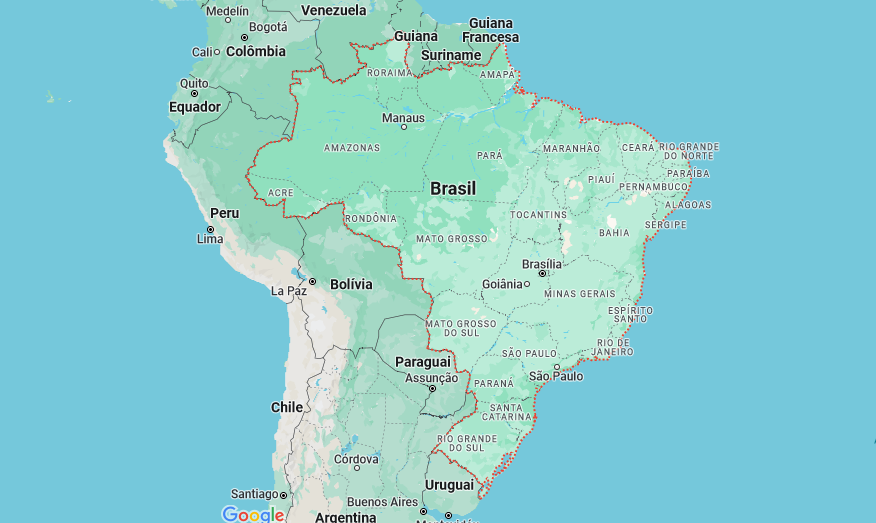 Medelín
Venezuela
Bogotá
Guiana
Guiana
Francesa
Cali
Colômbia
Suriname
RORAIMA
AMAPÁ
Quito
Equador
Manaus
AMAZONAS
PARÁ
MARANHÃO
CEARÁ
RIO GRANDE
DO NORTE
PARAÍBA
PIAUÍ
PERNAMBUCO
ACRE
Brasil
ALAGOAS
Peru
RONDÔNIA
TOCANTINS
SERGIPE
Lima
MATO GROSSO
BAHIA
Brasília
La Paz
Bolívia
Goiânia
MINAS GERAIS
ESPÍRITO
SANTO
MATO GROSSO
DO SUL
RIO DE
JANEIRO
SÃO PAULO
Paraguai
Assunção
São Paulo
PARANÁ
Chile
SANTA
CATARINA
RIO GRANDE
DO SUL
Córdova
Uruguai
Santiago
Buenos Aires
Google
Argentina